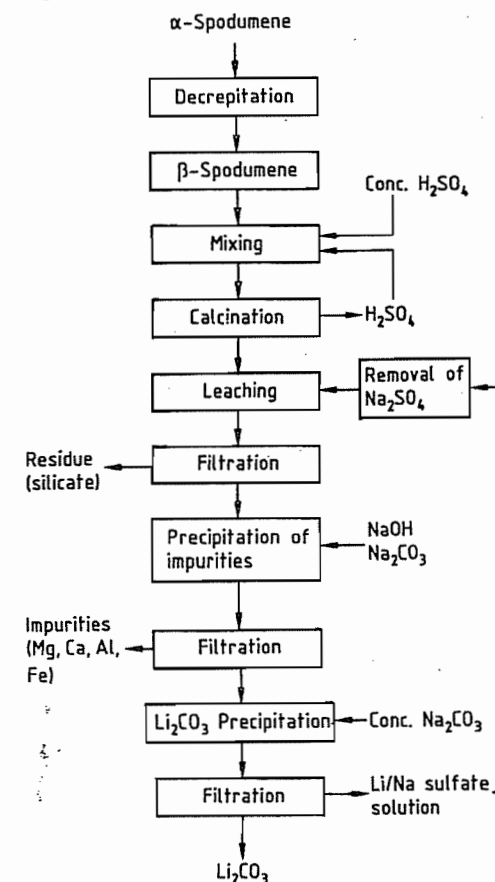 α-Spodumene
Decrepitation
β-Spodumene
Conc. H₂SO₄
Mixing
Calcination
H₂SO₄
Leaching
Removal of
Na₂SO₄
Residue
(silicate)
Filtration
Precipitation of
impurities
NaOH
Na₂CO₃
Impurities
(Mg, Ca, Al,
Fe)
Filtration
Li₂CO₃ Precipitation
Conc. Na₂CO₃
Filtration
Li/Na sulfate
solution
Li₂CO₃